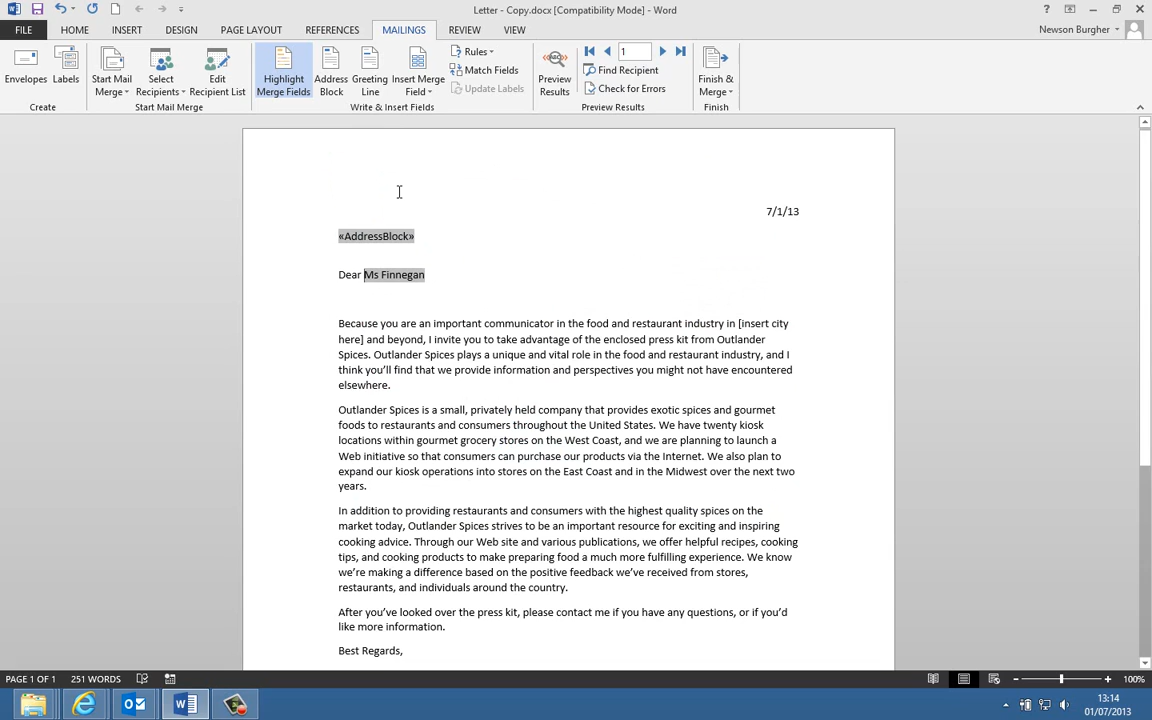 Letter - Copy.docx [Compatibility Mode] - Word
FILE HOME INSERT DESIGN PAGE LAYOUT REFERENCES MAILINGS REVIEW VIEW Newson Burgher
Envelopes
Labels
Create
Start Mail
Merge
Select
Recipients
Edit
Recipient List
Start Mail Merge
Highlight
Merge Fields
Address
Block
Greeting
Line
Insert Merge
Field
Rules
Match Fields
Update Labels
Write & Insert Fields
Preview
Results
1
Find Recipient
Check for Errors
Preview Results
Finish &
Merge
Finish
7/1/13
«AddressBlock»
Dear Ms Finnegan
Because you are an important communicator in the food and restaurant industry in [insert city
here] and beyond, I invite you to take advantage of the enclosed press kit from Outlander
Spices. Outlander Spices plays a unique and vital role in the food and restaurant industry, and I
think you'll find that we provide information and perspectives you might not have encountered
elsewhere.
Outlander Spices is a small, privately held company that provides exotic spices and gourmet
foods to restaurants and consumers throughout the United States. We have twenty kiosk
locations within gourmet grocery stores on the West Coast, and we are planning to launch a
Web initiative so that consumers can purchase our products via the Internet. We also plan to
expand our kiosk operations into stores on the East Coast and in the Midwest over the next two
years.
In addition to providing restaurants and consumers with the highest quality spices on the
market today, Outlander Spices strives to be an important resource for exciting and inspiring
cooking advice. Through our Web site and various publications, we offer helpful recipes, cooking
tips, and cooking products to make preparing food a much more fulfilling experience. We know
we're making a difference based on the positive feedback we've received from stores,
restaurants, and individuals around the country.
After you've looked over the press kit, please contact me if you have any questions, or if you'd
like more information.
Best Regards,
PAGE 1 OF 1 251 WORDS 100%
13:14
01/07/2013